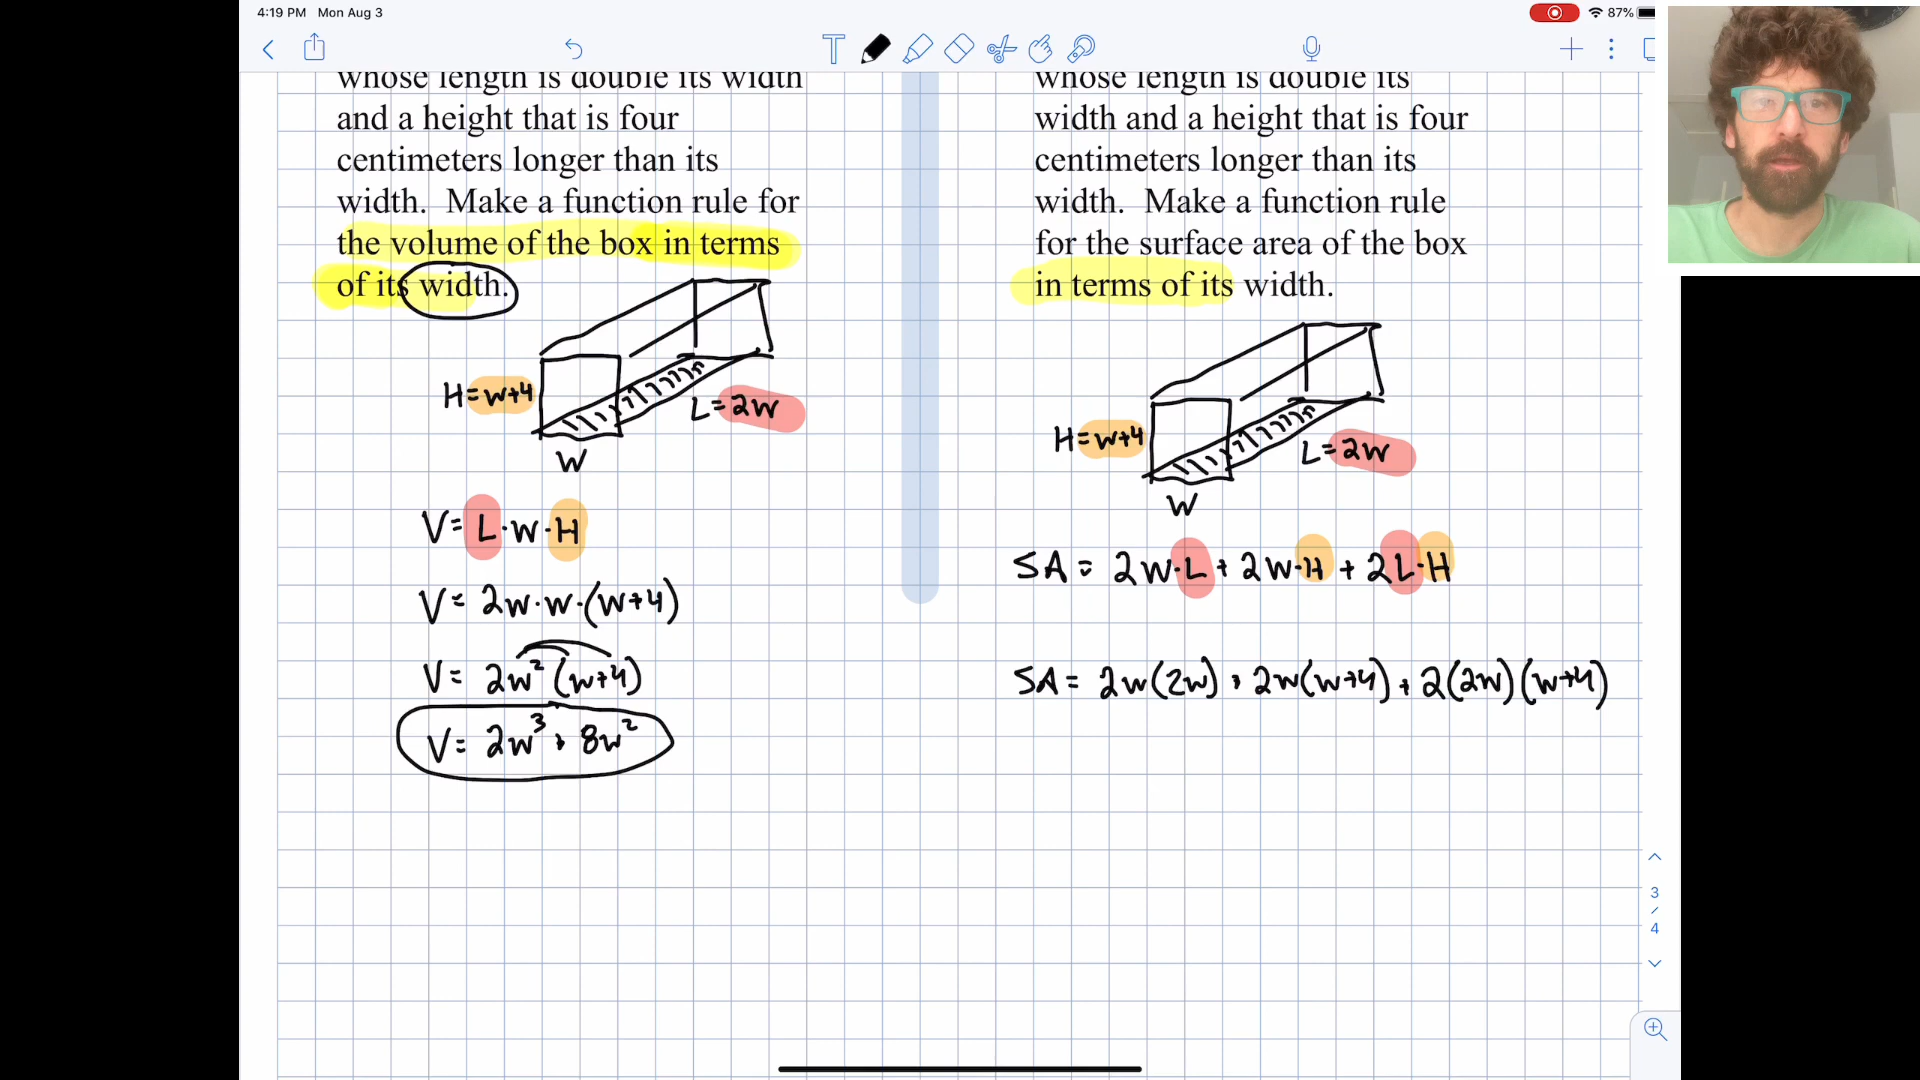 4:19 PM Mon Aug 3
87%
whose length is double its width
and a height that is four
centimeters longer than its
width. Make a function rule for
the volume of the box in terms
of its width.
H=w+4
L=2w
W
V= L·w·H
V= 2w·w·(w+4)
V= 2w²(w+4)
V= 2w³+8w²
whose length is double its
width and a height that is four
centimeters longer than its
width. Make a function rule
for the surface area of the box
in terms of its width.
H=w+4
L=2w
W
SA= 2w·L+2w·H+2L·H
SA= 2w(2w)+2w(w+4)+2(2w)(w+4)
3
/
4